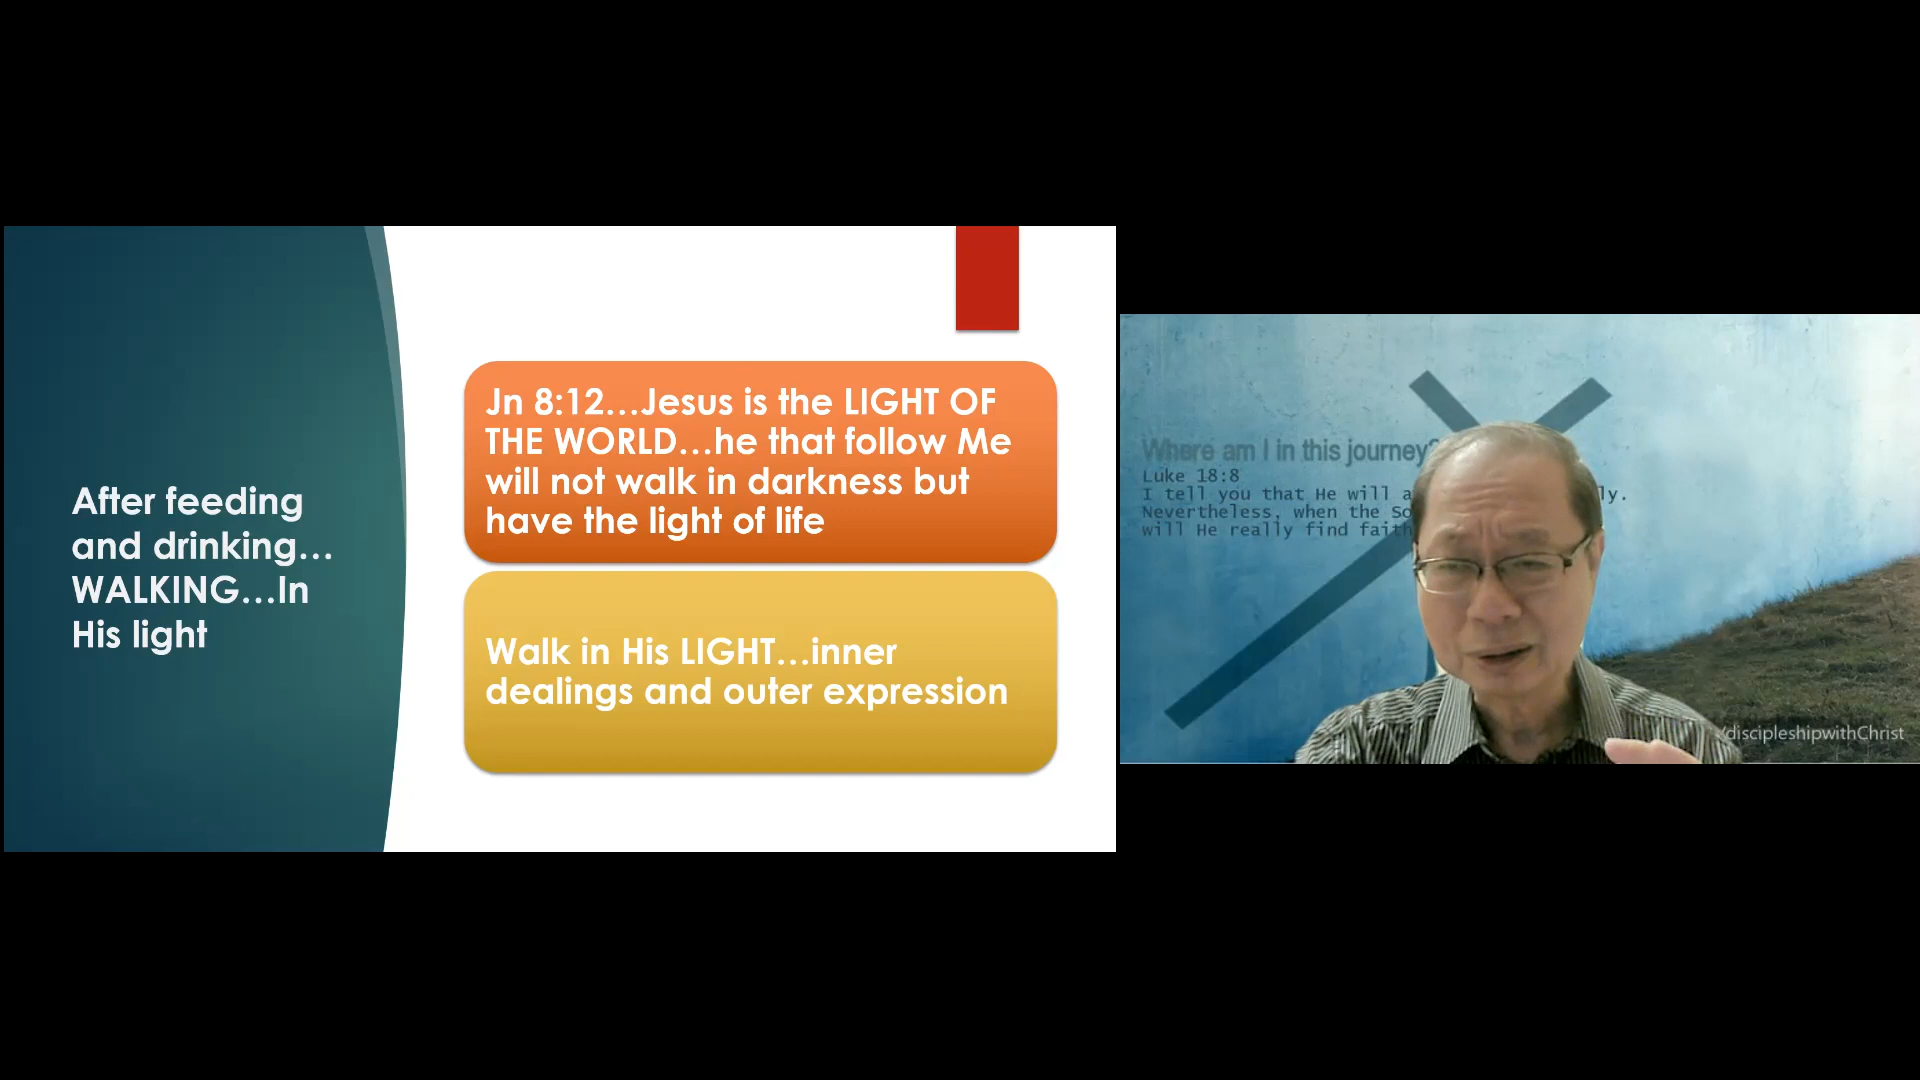 After feeding
and drinking…
WALKING…In
His light
Jn 8:12…Jesus is the LIGHT OF
THE WORLD…he that follow Me
will not walk in darkness but
have the light of life
Walk in His LIGHT…inner
dealings and outer expression
Where am I in this journey?
Luke 18:8
I tell you that He will ly.
Nevertheless, when the
will He really find faith
/discipleshipwithChrist